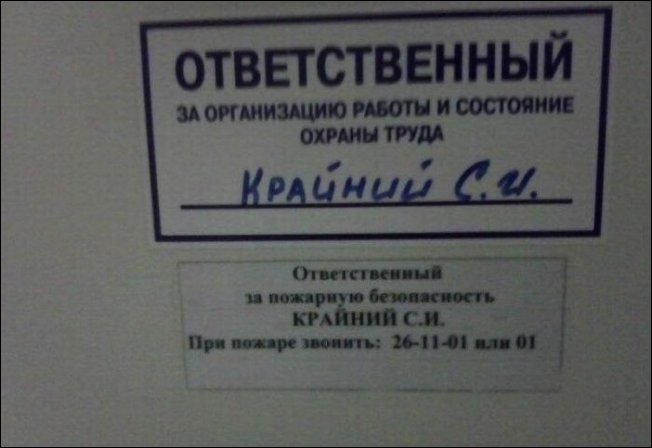 ОТВЕТСТВЕННЫЙ
ЗА ОРГАНИЗАЦИЮ РАБОТЫ И СОСТОЯНИЕ
ОХРАНЫ ТРУДА
КРАЙНИЙ С.И.
Ответственный
за пожарную безопасность
КРАЙНИЙ С.И.
При пожаре звонить: 26-11-01 или 01